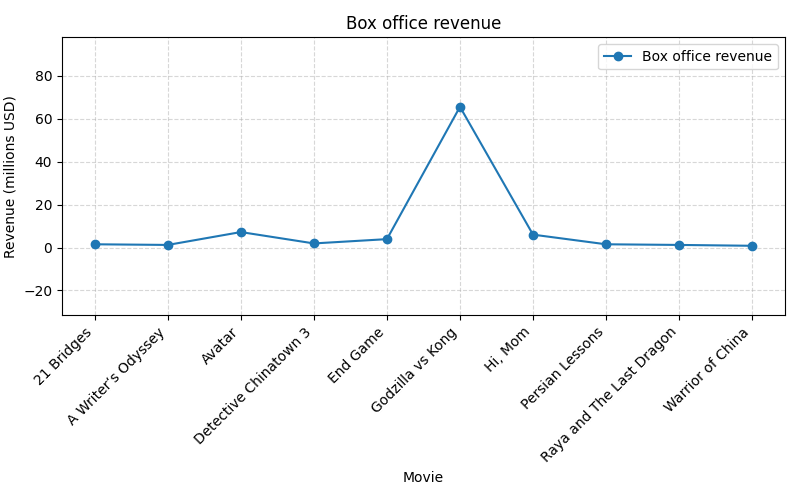 Box office revenue
Box office revenue
Revenue (millions USD)
80
60
40
20
0
−20
21 Bridges
A Writer’s Odyssey
Avatar
Detective Chinatown 3
End Game
Godzilla vs Kong
Hi, Mom
Persian Lessons
Raya and The Last Dragon
Warrior of China
Movie